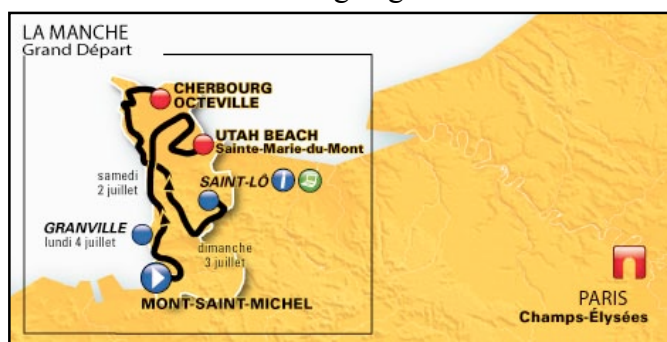 LA MANCHE
Grand Départ
CHERBOURG
OCTEVILLE
UTAH BEACH
Sainte-Marie-du-Mont
samedi
2 juillet
SAINT-LÔ
GRANVILLE
lundi 4 juillet
dimanche
3 juillet
MONT-SAINT-MICHEL
PARIS
Champs-Élysées